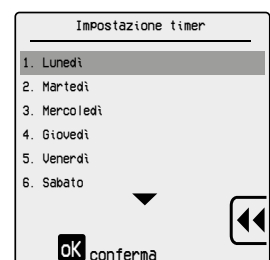 Impostazione timer
1. Lunedì
2. Martedì
3. Mercoledì
4. Giovedì
5. Venerdì
6. Sabato
oK conferma